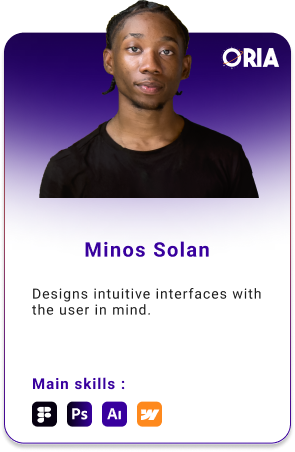 ORIA
Minos Solan
Designs intuitive interfaces with
the user in mind.
Main skills :
Ps
Ai